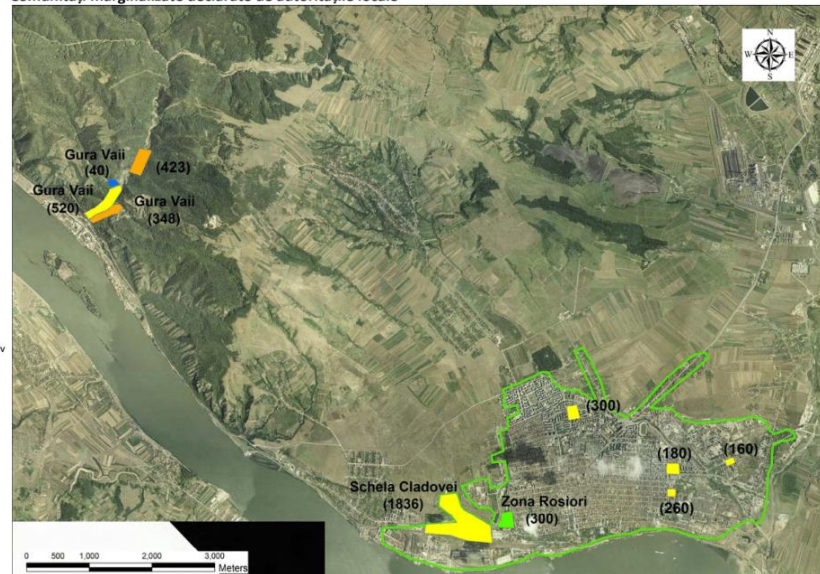 N
W E
S
Gura Vaii
(40)
(423)
Gura Vaii
(520)
Gura Vaii
(348)
v
(300)
(180)
(160)
Schela Cladovei
(1836)
Zona Rosiori
(300)
(260)
0 500 1,000 2,000 3,000
Meters